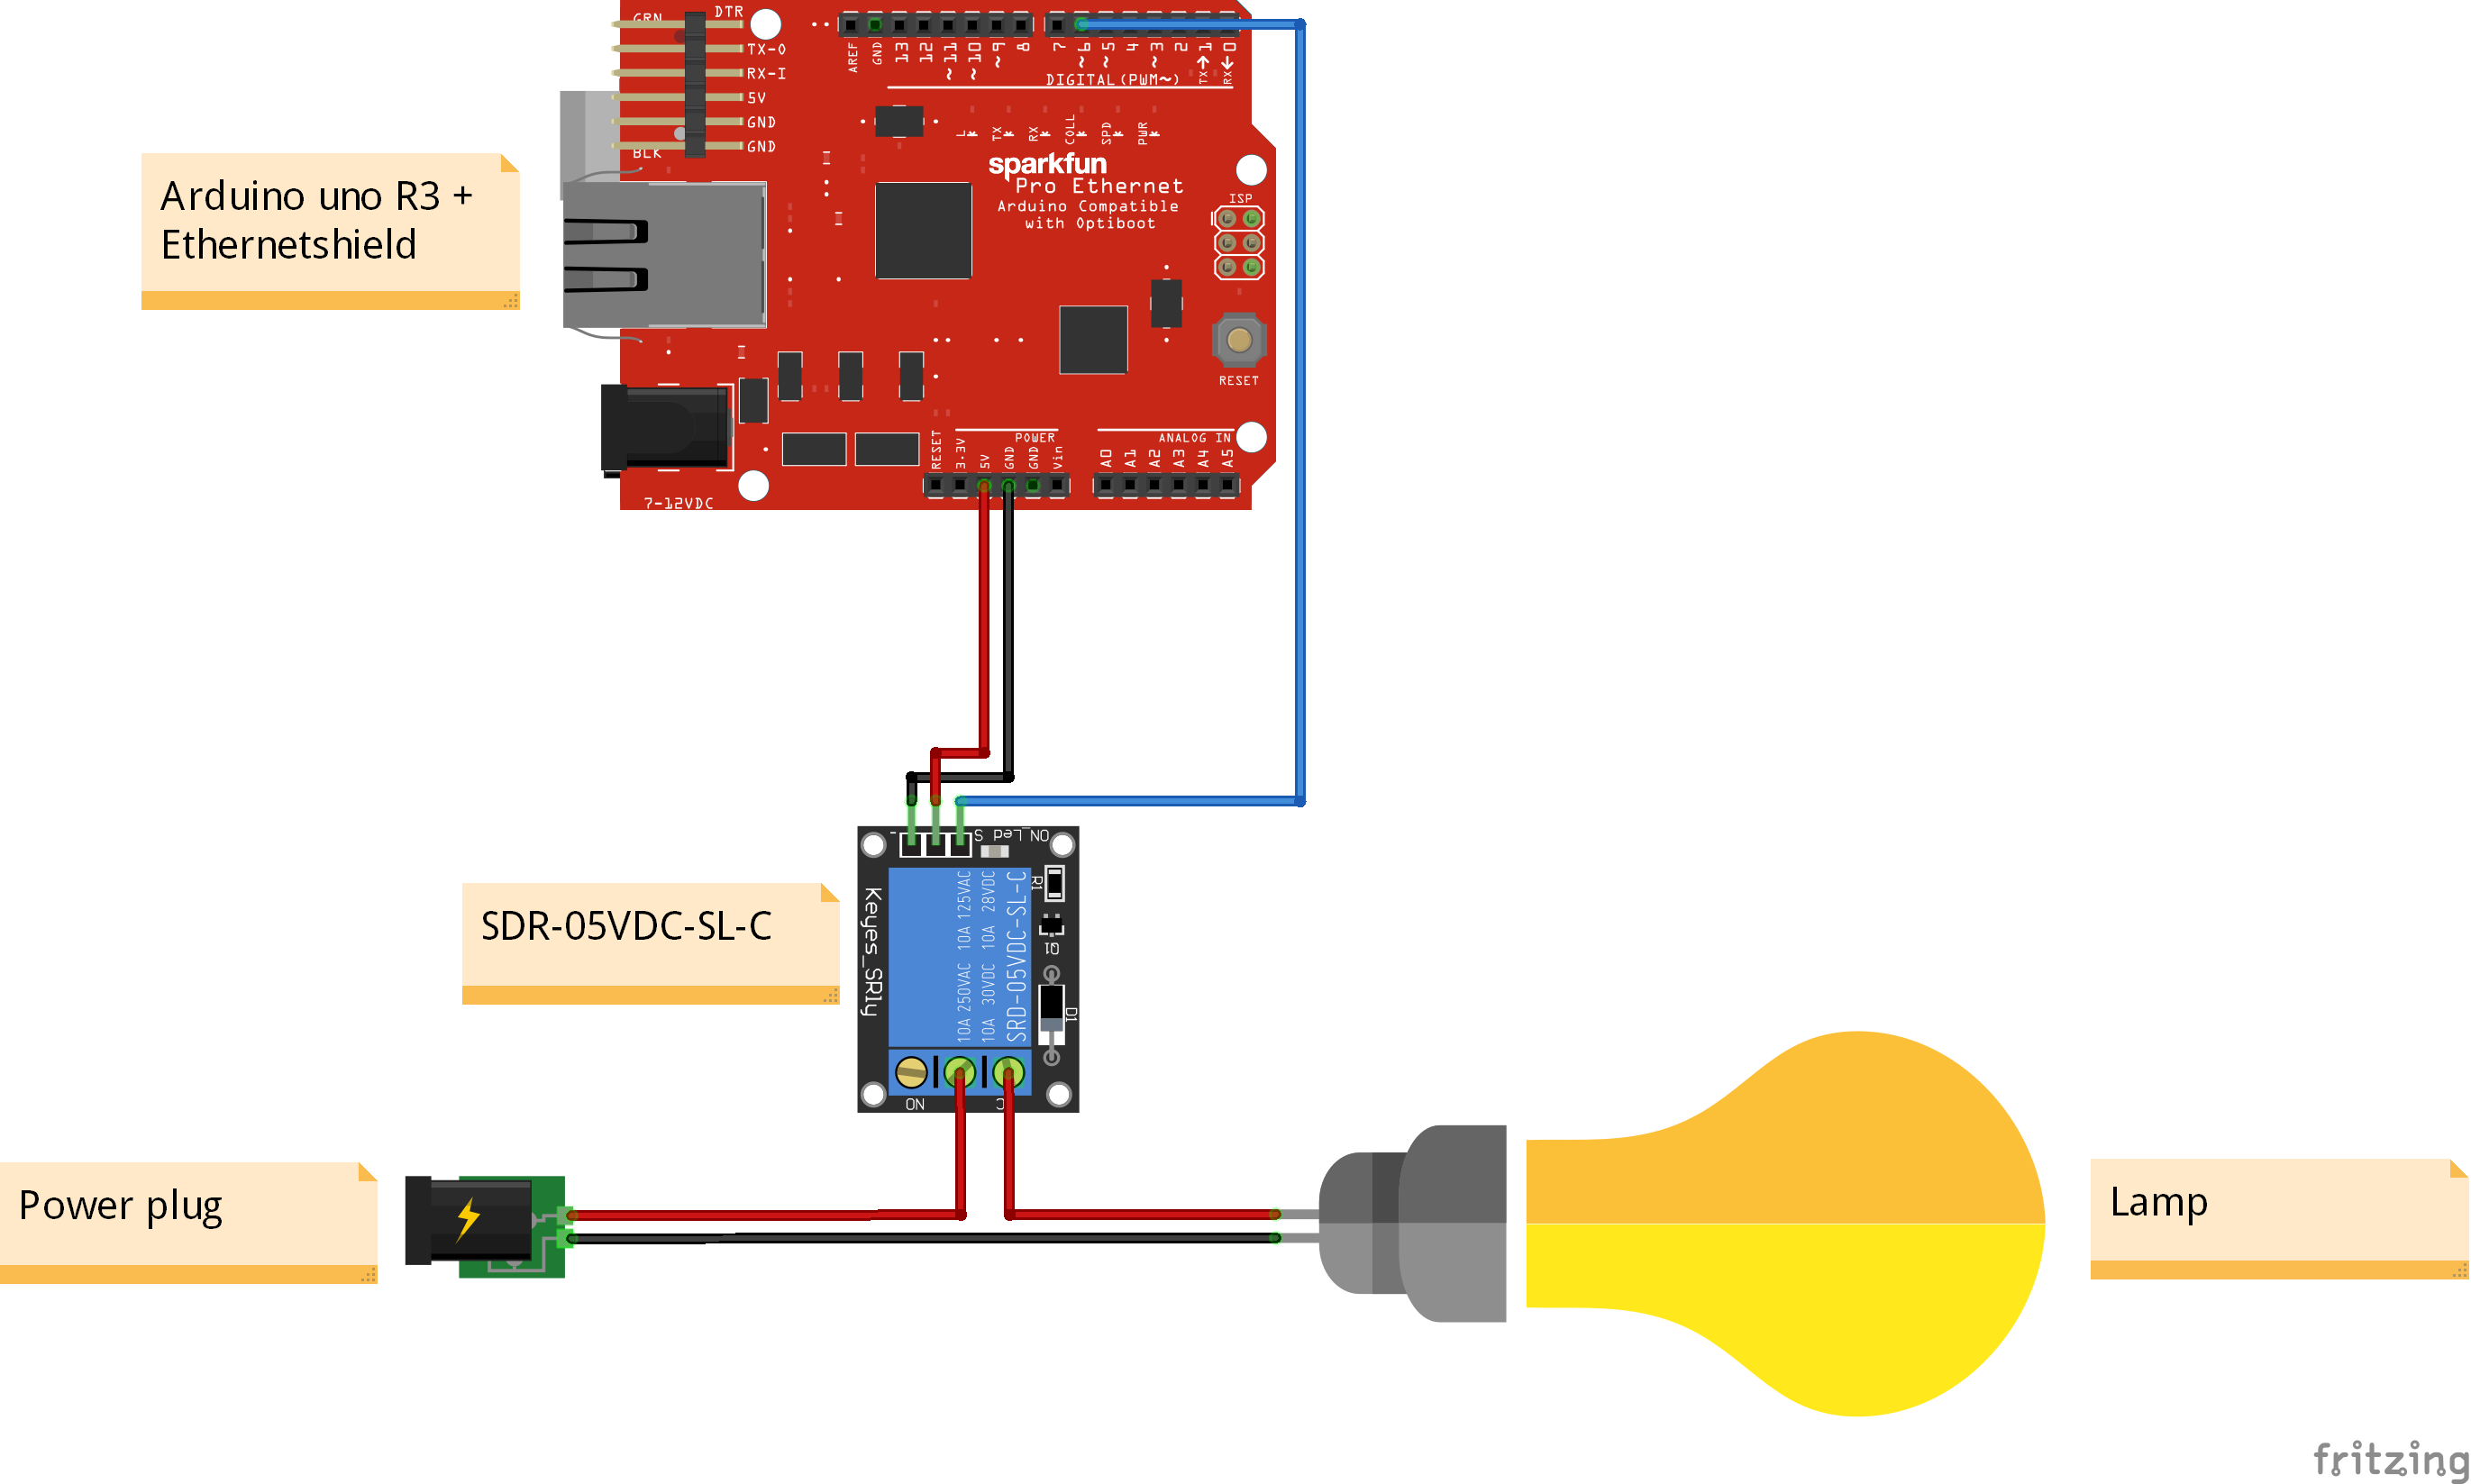 GRN
DTR
TX-0
RX-I
5V
GND
GND
BLK
AREF
GND
13
12
~11
~10
~9
8
7
~6
~5
4
~3
2
TX→1
RX←0
DIGITAL(PWM~)
L
TX
RX
COLL
SPD
PWR
sparkfun
Pro Ethernet
Arduino Compatible
with Optiboot
ISP
RESET
Arduino uno R3 +
Ethernetshield
7-12VDC
POWER
ANALOG IN
RESET
3.3V
5V
GND
GND
Vin
A0
A1
A2
A3
A4
A5
-
S
ON_Led
SDR-05VDC-SL-C
Keyes_SRly
10A 250VAC 10A 125VAC
10A 30VDC 10A 28VDC
SRD-05VDC-SL-C
R1
Q1
D1
NO
C
Power plug
Lamp
fritzing